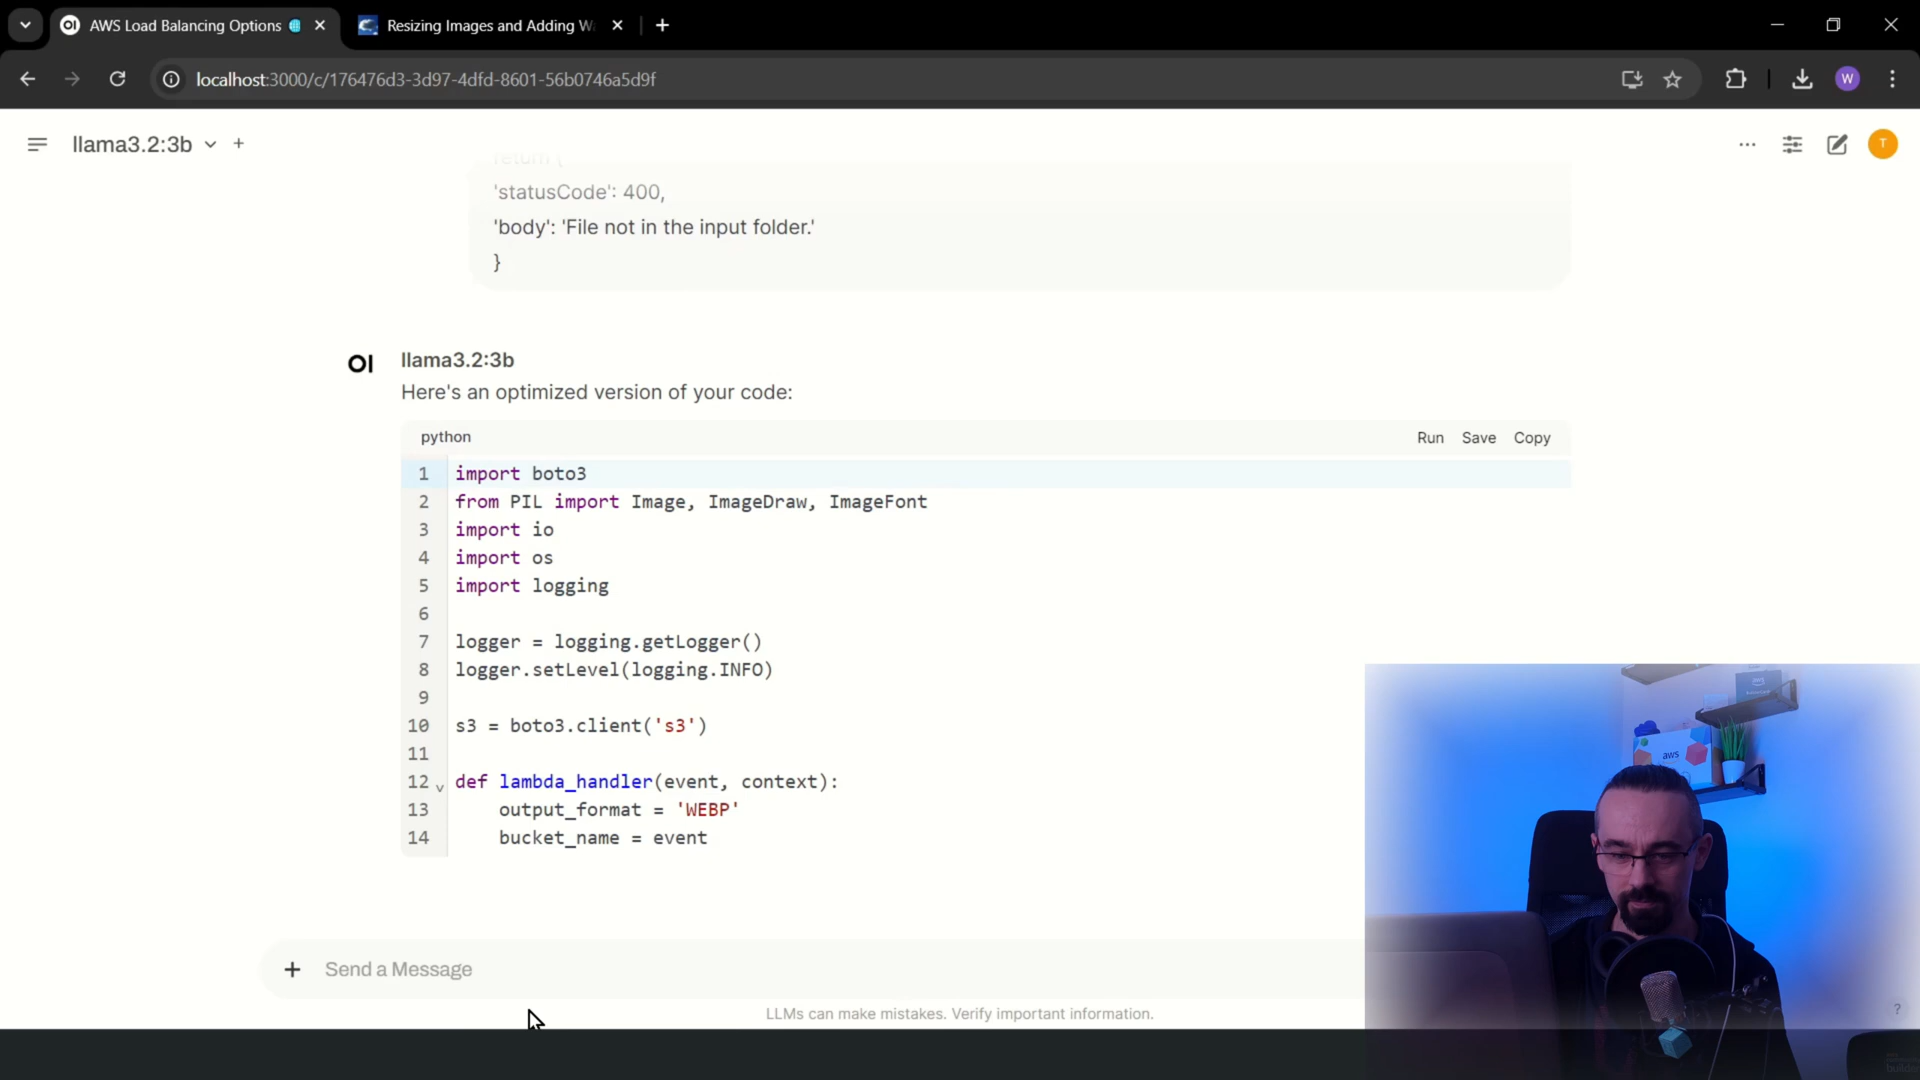 AWS Load Balancing Options
Resizing Images and Adding W
localhost:3000/c/176476d3-3d97-4dfd-8601-56b0746a5d9f
W
llama3.2:3b
T
return {
'statusCode': 400,
'body': 'File not in the input folder.'
}
OI
llama3.2:3b
Here's an optimized version of your code:
python
Run Save Copy
1 import boto3
2 from PIL import Image, ImageDraw, ImageFont
3 import io
4 import os
5 import logging
6
7 logger = logging.getLogger()
8 logger.setLevel(logging.INFO)
9
10 s3 = boto3.client('s3')
11
12 def lambda_handler(event, context):
13 output_format = 'WEBP'
14 bucket_name = event
+ Send a Message
LLMs can make mistakes. Verify important information.
?
aws
aws